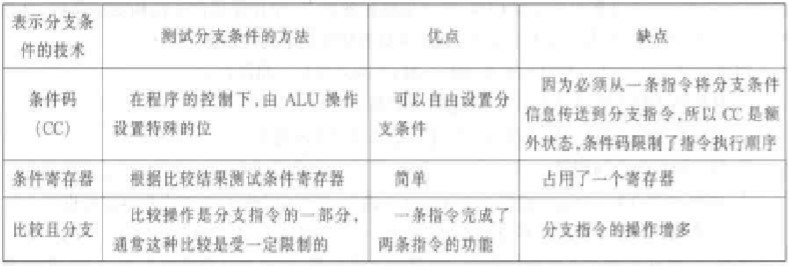 表示分支条
件的技术
测试分支条件的方法
优点
缺点
条件码
(CC)
在程序的控制下,由 ALU 操作
设置特殊的位
可以自由设置分
支条件
因为必须从一条指令将分支条件
信息传送到分支指令,所以 CC 是额
外状态,条件码限制了指令执行顺序
条件寄存器
根据比较结果测试条件寄存器
简单
占用了一个寄存器
比较且分支
比较操作是分支指令的一部分,
通常这种比较是受一定限制的
一条指令完成了
两条指令的功能
分支指令的操作增多